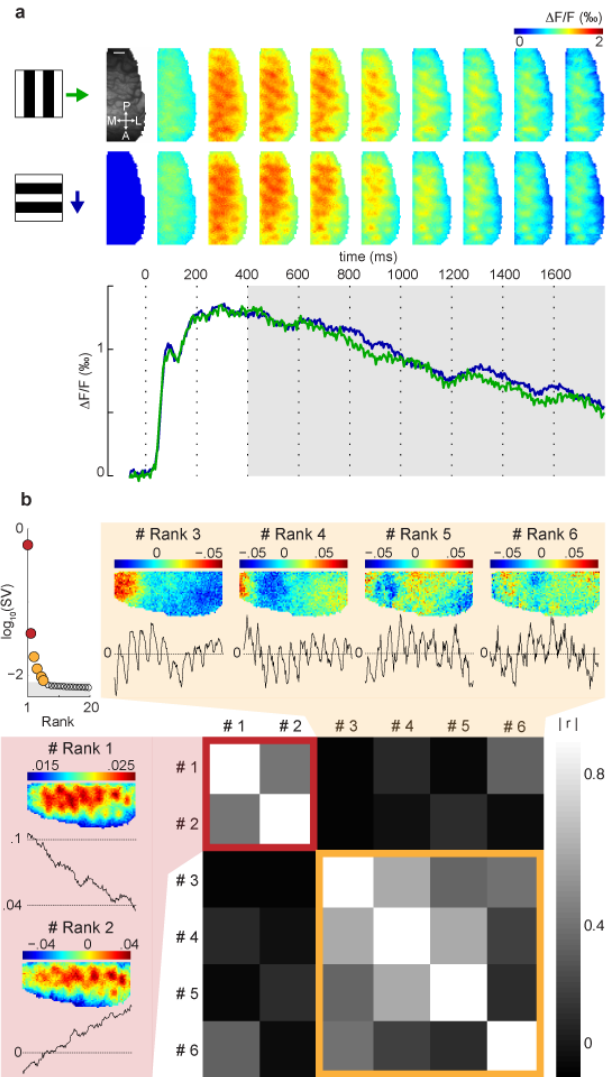 a
ΔF/F (‰)
0 2
P
M L
A
time (ms)
0 200 400 600 800 1000 1200 1400 1600
1
ΔF/F (‰)
0
b
0
log10(SV)
−2
1 20
Rank
# Rank 3 # Rank 4 # Rank 5 # Rank 6
0 -.05 -.05 0 .05 -.05 0 .05 -.05 0 .05
0 0 0 0
# 1 # 2 # 3 # 4 # 5 # 6
| r |
# Rank 1
.015 .025
.1
.04
# Rank 2
-.04 0 .04
0
# 1
# 2
# 3
# 4
# 5
# 6
0.8
0.4
0